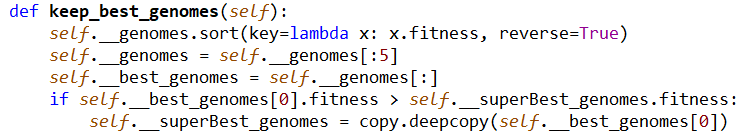 def keep_best_genomes(self):
    self.__genomes.sort(key=lambda x: x.fitness, reverse=True)
    self.__genomes = self.__genomes[:5]
    self.__best_genomes = self.__genomes[:]
    if self.__best_genomes[0].fitness > self.__superBest_genomes.fitness:
        self.__superBest_genomes = copy.deepcopy(self.__best_genomes[0])